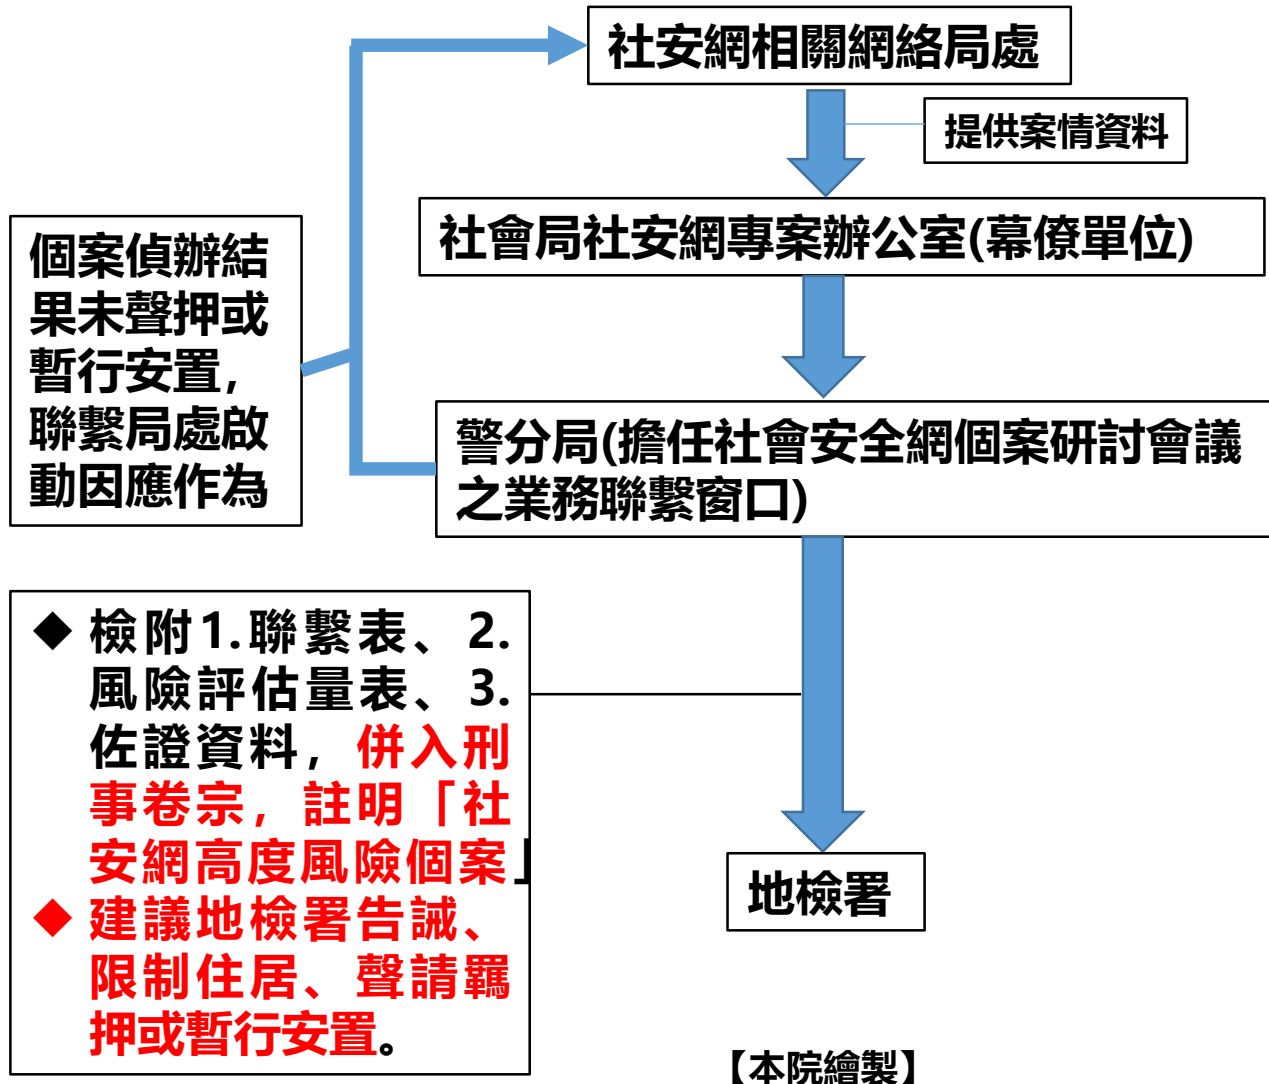 社安網相關網絡局處
提供案情資料
社會局社安網專案辦公室(幕僚單位)
個案偵辦結
果未聲押或
暫行安置，
聯繫局處啟
動因應作為
警分局(擔任社會安全網個案研討會議
之業務聯繫窗口)
◆ 檢附1.聯繫表、2.
風險評估量表、3.
佐證資料，併入刑
事卷宗，註明「社
安網高度風險個案」
◆ 建議地檢署告誡、
限制住居、聲請羈
押或暫行安置。
地檢署
【本院繪製】